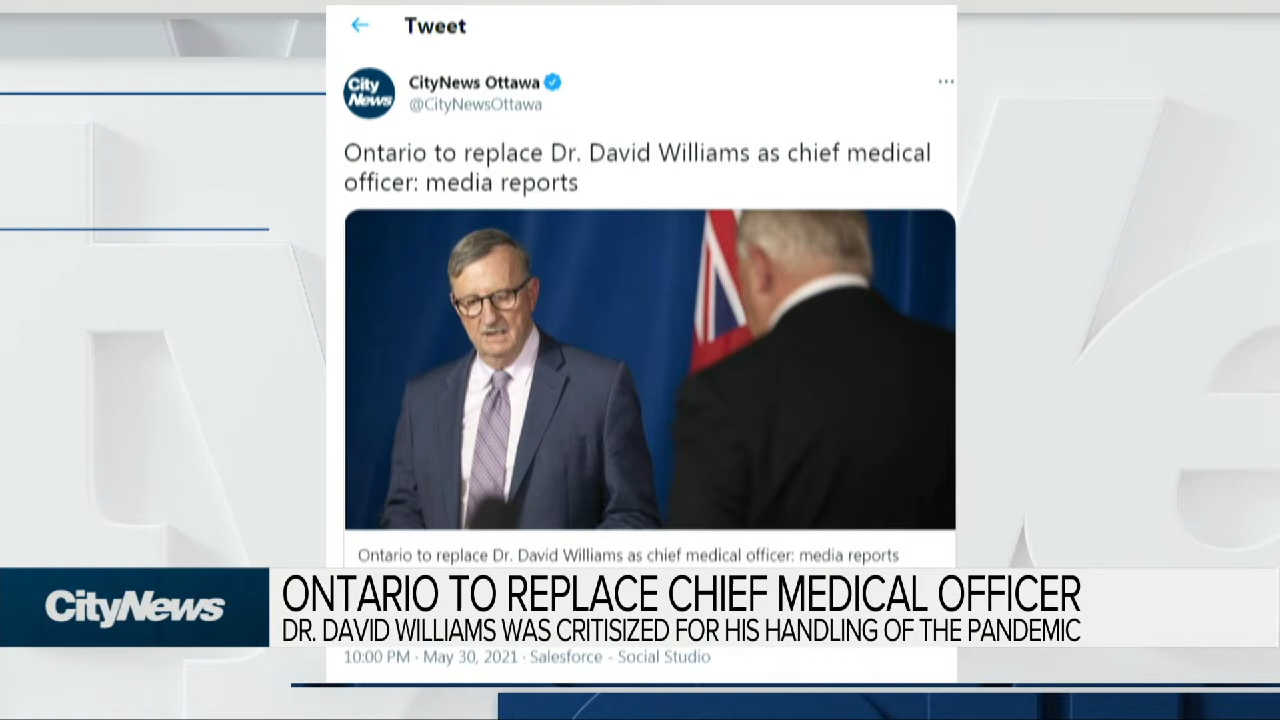 Tweet
City
News
CityNews Ottawa
@CityNewsOttawa
Ontario to replace Dr. David Williams as chief medical
officer: media reports
Ontario to replace Dr. David Williams as chief medical officer: media reports
CityNews
ONTARIO TO REPLACE CHIEF MEDICAL OFFICER
DR. DAVID WILLIAMS WAS CRITISIZED FOR HIS HANDLING OF THE PANDEMIC
10:00 PM · May 30, 2021 · Salesforce - Social Studio